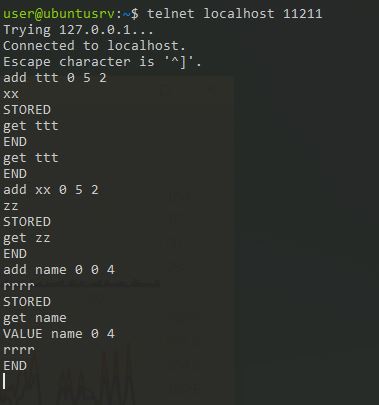 user@ubuntusrv:~$ telnet localhost 11211
Trying 127.0.0.1...
Connected to localhost.
Escape character is '^]'.
add ttt 0 5 2
xx
STORED
get ttt
END
get ttt
END
add xx 0 5 2
zz
STORED
get zz
END
add name 0 0 4
rrrr
STORED
get name
VALUE name 0 4
rrrr
END